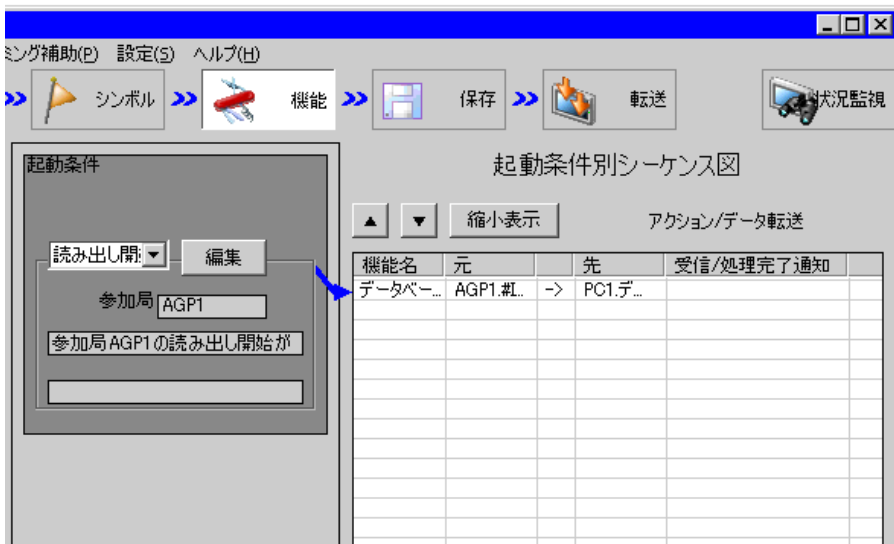 ミング補助(P) 設定(S) ヘルプ(H)
シンボル 機能 保存 転送 状況監視
起動条件
起動条件別シーケンス図
縮小表示 アクション/データ転送
読み出し開 編集
参加局 AGP1
参加局AGP1の読み出し開始が
機能名 元 先 受信/処理完了通知
データベー... AGP1.#I... -> PC1.デ...